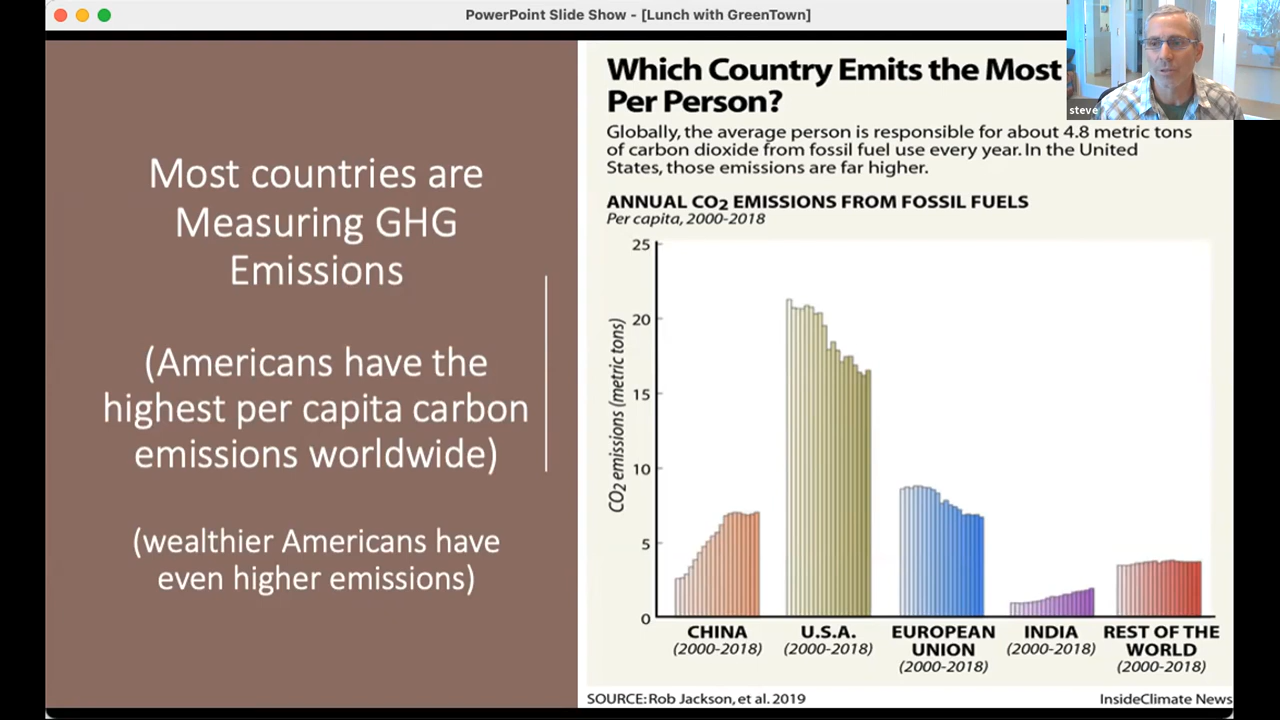 PowerPoint Slide Show - [Lunch with GreenTown]
steve
Most countries are
Measuring GHG
Emissions
(Americans have the
highest per capita carbon
emissions worldwide)
(wealthier Americans have
even higher emissions)
Which Country Emits the Most
Per Person?
Globally, the average person is responsible for about 4.8 metric tons
of carbon dioxide from fossil fuel use every year. In the United
States, those emissions are far higher.
ANNUAL CO2 EMISSIONS FROM FOSSIL FUELS
Per capita, 2000-2018
CO2 emissions (metric tons)
25
20
15
10
5
0
CHINA
(2000-2018)
U.S.A.
(2000-2018)
EUROPEAN
UNION
(2000-2018)
INDIA
(2000-2018)
REST OF THE
WORLD
(2000-2018)
SOURCE: Rob Jackson, et al. 2019
InsideClimate News